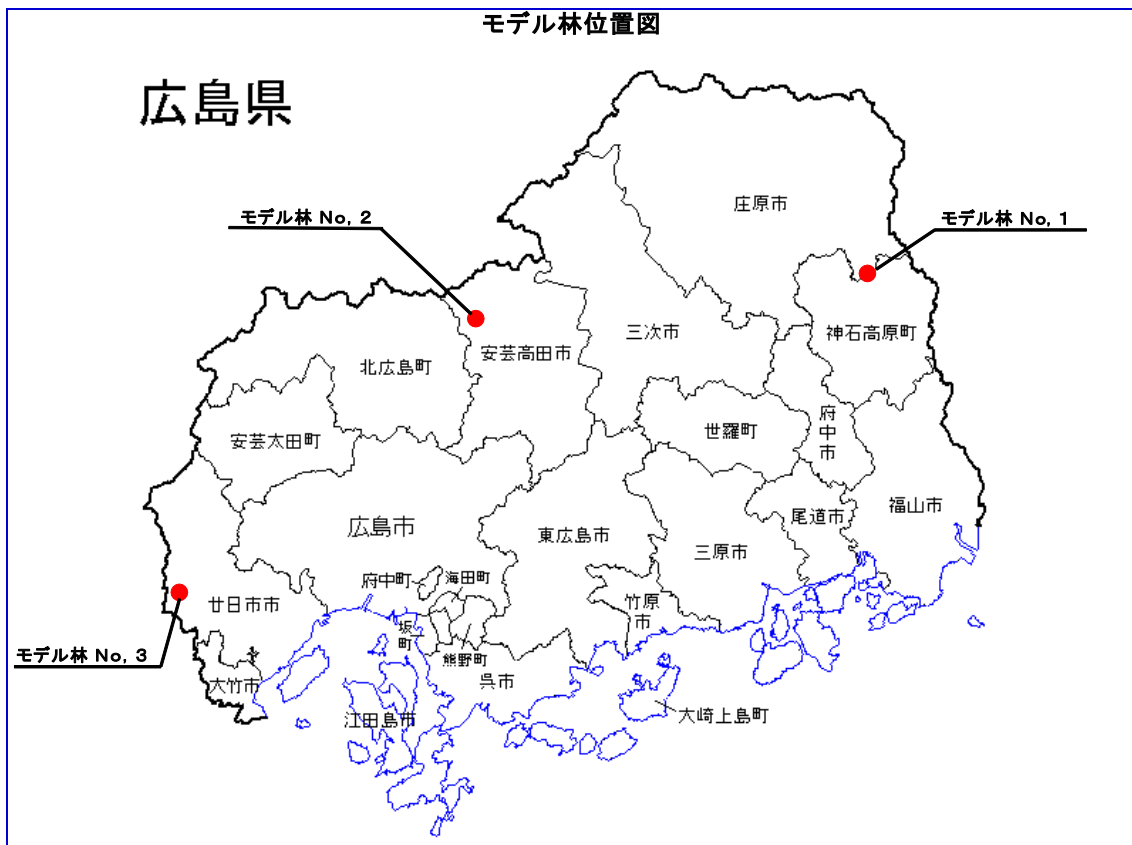 モデル林位置図
広島県
庄原市
モデル林 No, 2
モデル林 No, 1
三次市
神石高原町
安芸高田市
北広島町
府中市
世羅町
安芸太田町
福山市
尾道市
広島市
東広島市
三原市
府中町
海田町
廿日市市
竹原市
坂町
モデル林 No, 3
熊野町
呉市
大竹市
江田島市
大崎上島町